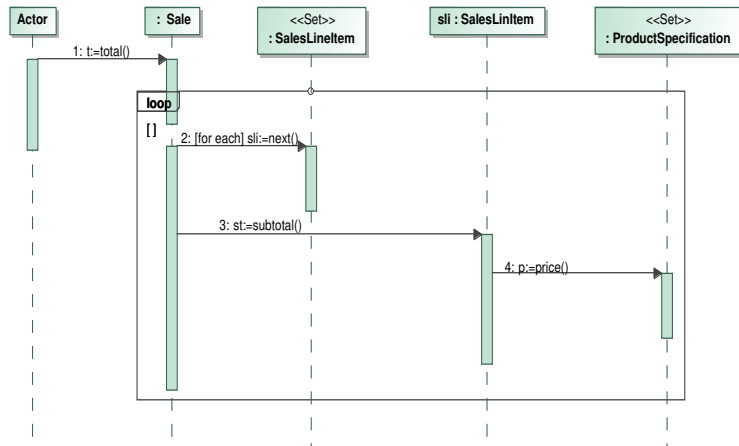 Actor
: Sale
<<Set>>
: SalesLineItem
sli : SalesLinItem
<<Set>>
: ProductSpecification
1: t:=total()
loop
[ ]
2: [for each] sli:=next()
3: st:=subtotal()
4: p:=price()